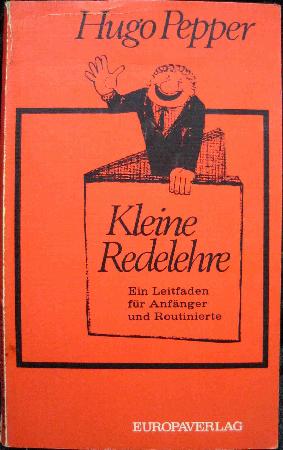 Hugo Pepper
Kleine
Redelehre
Ein Leitfaden
für Anfänger
und Routinierte
EUROPAVERLAG